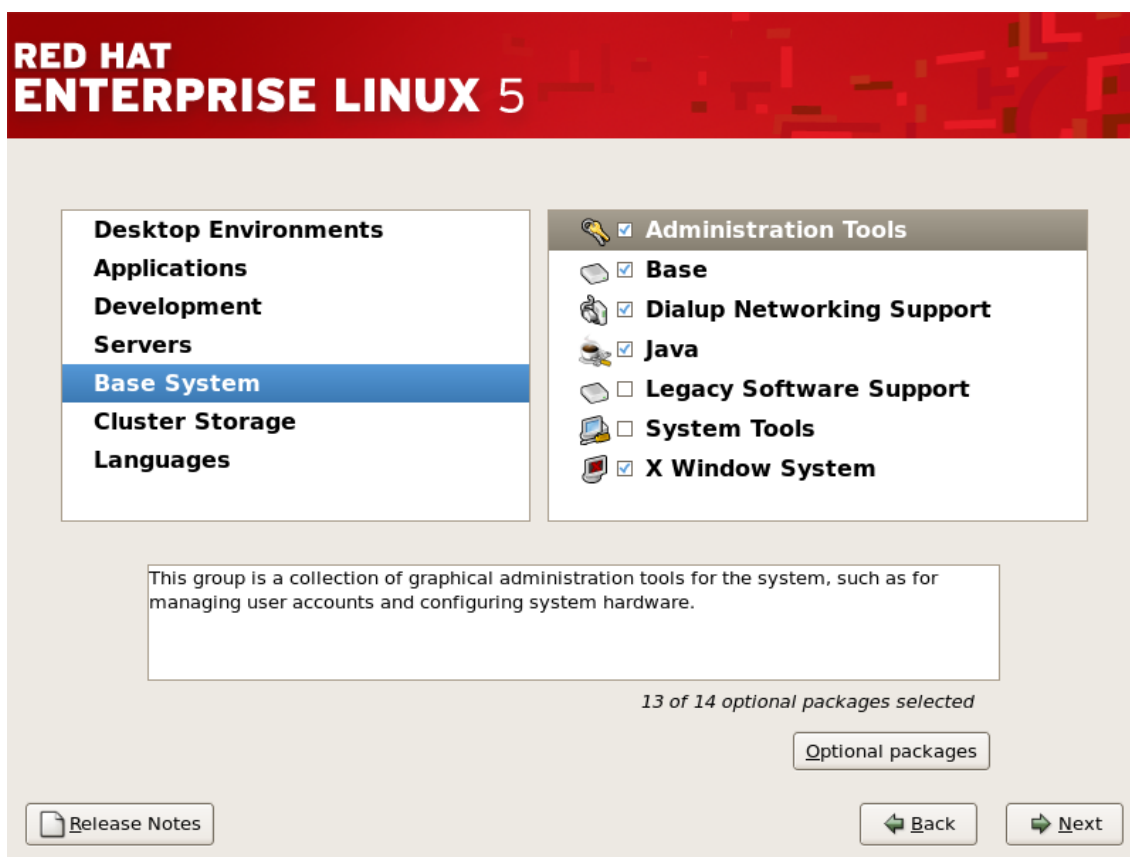 RED HAT
ENTERPRISE LINUX 5
Desktop Environments
Applications
Development
Servers
Base System
Cluster Storage
Languages
Administration Tools
Base
Dialup Networking Support
Java
Legacy Software Support
System Tools
X Window System
This group is a collection of graphical administration tools for the system, such as for
managing user accounts and configuring system hardware.
13 of 14 optional packages selected
Optional packages
Release Notes
Back
Next